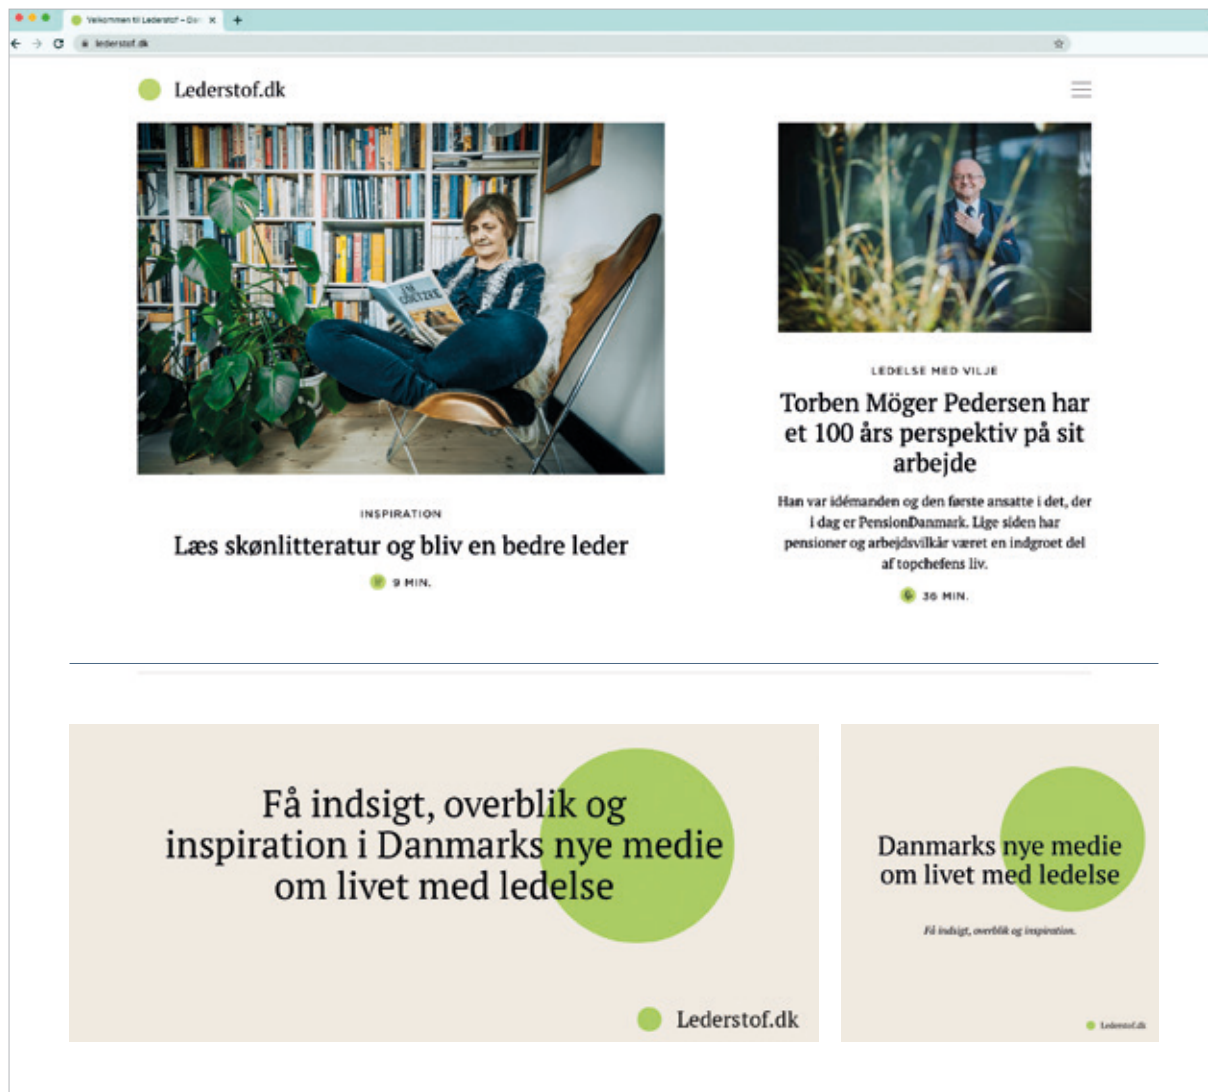 Velkommen til Lederstof – Dan
lederstof.dk
Lederstof.dk
INSPIRATION
Læs skønlitteratur og bliv en bedre leder
9 MIN.
LEDELSE MED VILJE
Torben Möger Pedersen har
et 100 års perspektiv på sit
arbejde
Han var idémanden og den første ansatte i det, der
i dag er PensionDanmark. Lige siden har
pensioner og arbejdsvilkår været en indgroet del
af topchefens liv.
36 MIN.
Få indsigt, overblik og
inspiration i Danmarks nye medie
om livet med ledelse
Lederstof.dk
Danmarks nye medie
om livet med ledelse
Få indsigt, overblik og inspiration.
Lederstof.dk